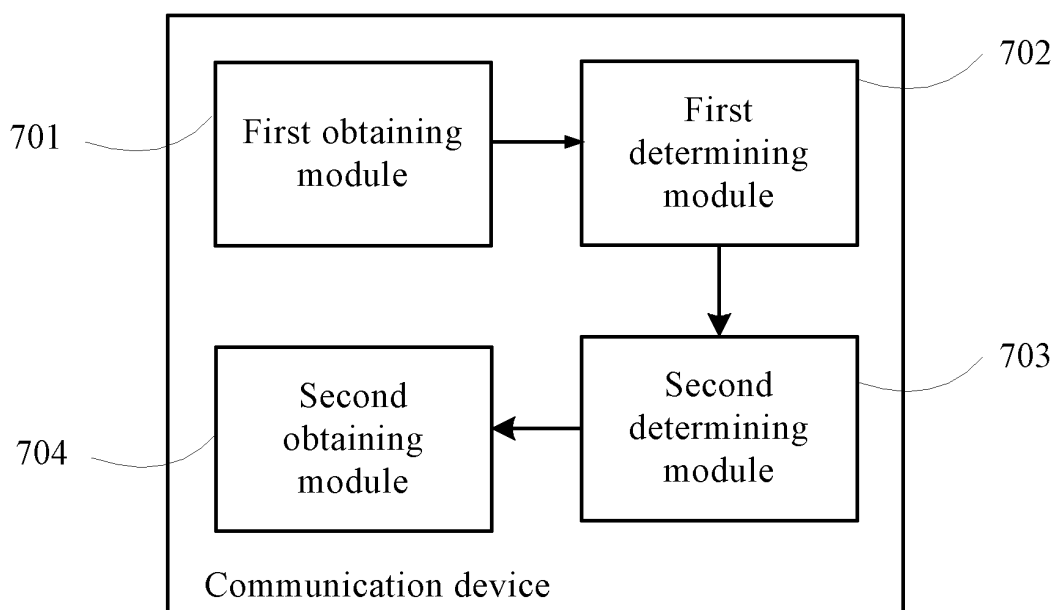 701
First obtaining
module
First
determining
module
702
704
Second
obtaining
module
Second
determining
module
703
Communication device